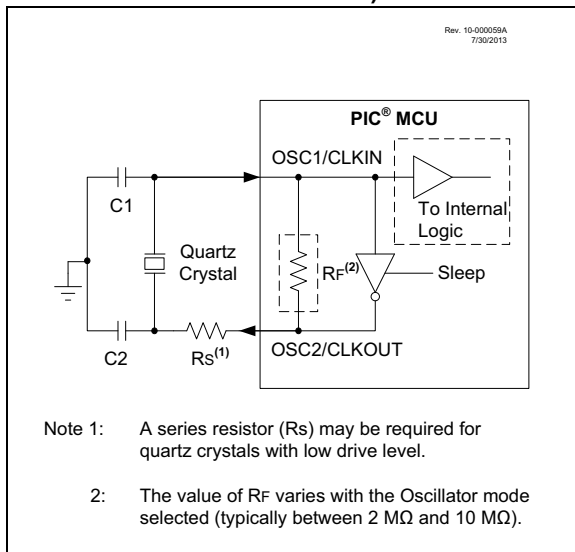 Rev. 10-000059A
7/30/2013
PIC® MCU
OSC1/CLKIN
C1
To Internal
Logic
Quartz
Crystal
RF(2)
Sleep
C2
RS(1)
OSC2/CLKOUT
Note 1: A series resistor (Rs) may be required for
quartz crystals with low drive level.
2: The value of RF varies with the Oscillator mode
selected (typically between 2 MΩ and 10 MΩ).